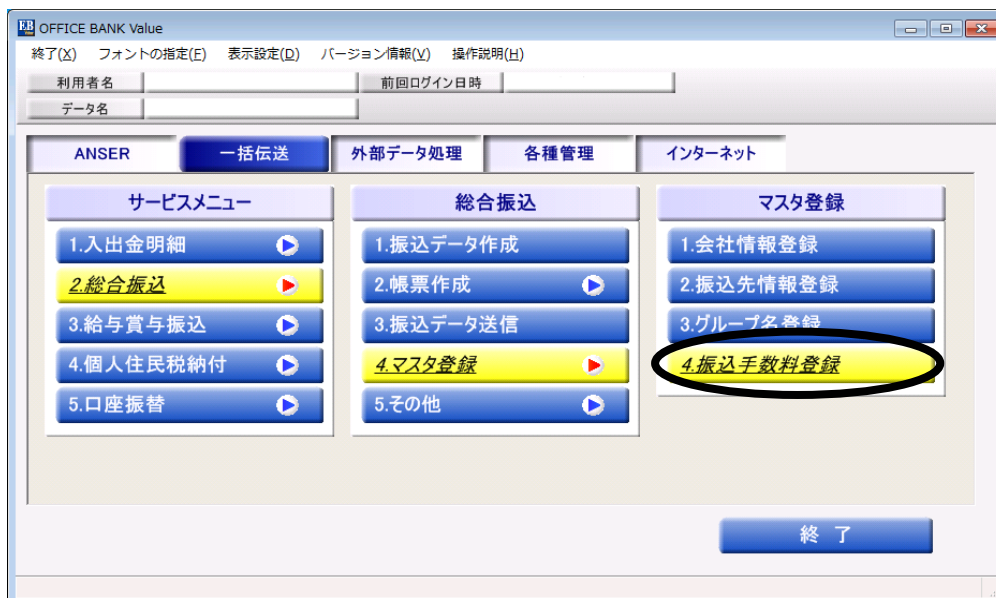 EB OFFICE BANK Value
終了(X) フォントの指定(F) 表示設定(D) バージョン情報(V) 操作説明(H)
利用者名 前回ログイン日時
データ名
ANSER 一括伝送 外部データ処理 各種管理 インターネット
サービスメニュー
1.入出金明細
2.総合振込
3.給与賞与振込
4.個人住民税納付
5.口座振替
総合振込
1.振込データ作成
2.帳票作成
3.振込データ送信
4.マスタ登録
5.その他
マスタ登録
1.会社情報登録
2.振込先情報登録
3.グループ名登録
4.振込手数料登録
終 了